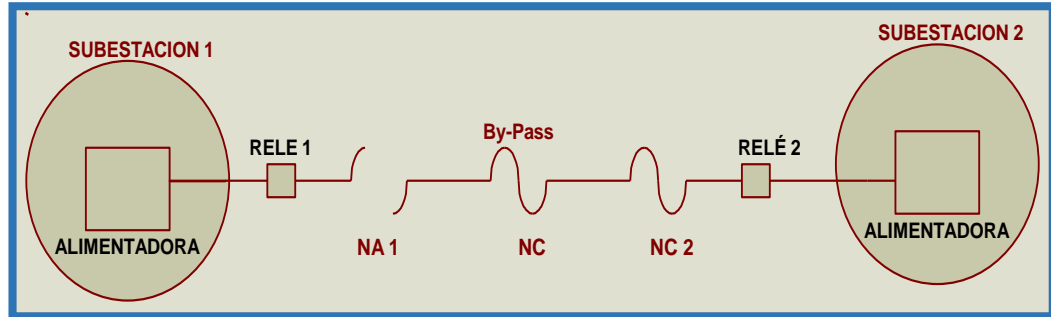 SUBESTACION 1
SUBESTACION 2
By-Pass
RELE 1
RELÉ 2
ALIMENTADORA
ALIMENTADORA
NA 1
NC
NC 2